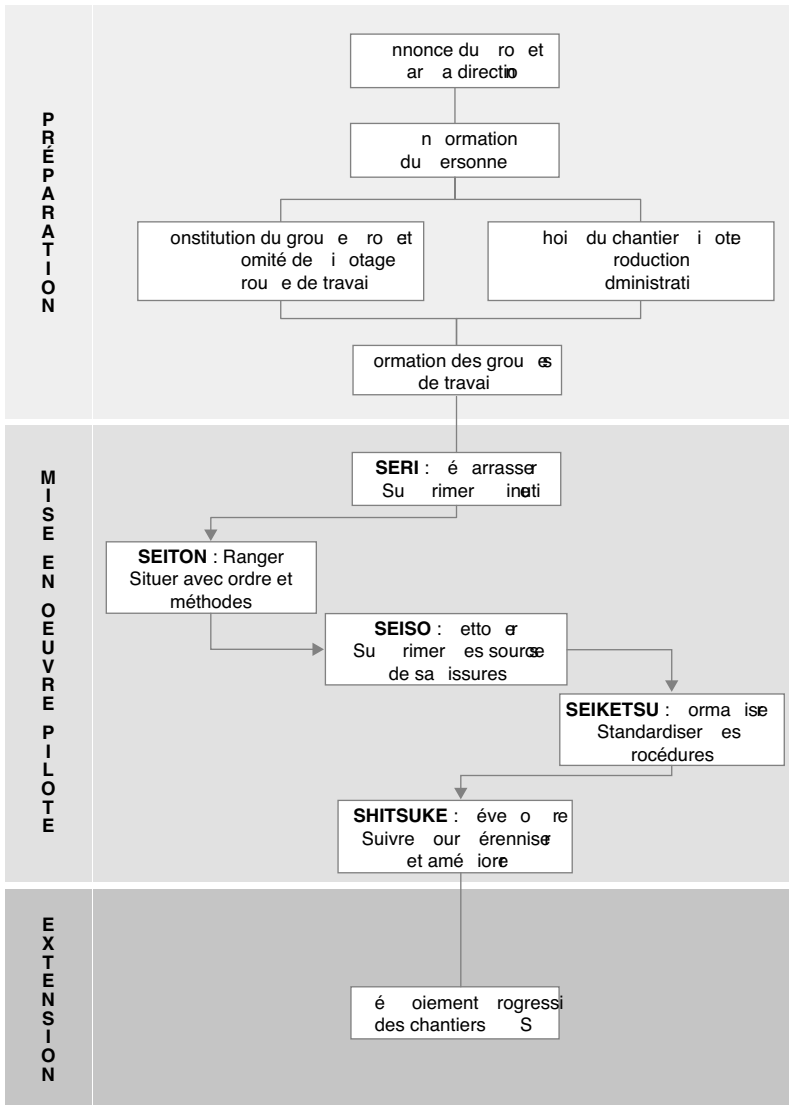 PRÉPARATION
nnonce du ro et
ar a direction
n ormation
du ersonne
onstitution du grou e ro et
omité de i otage
rou e de travai
hoi du chantier i ote
roduction
dministrati
ormation des grou es
de travai
MISE EN OEUVRE PILOTE
SERI : é arrasser
Su rimer inuti
SEITON : Ranger
Situer avec ordre et
méthodes
SEISO : etto er
Su rimer es source
de sa issures
SEIKETSU : orma iser
Standardiser es
rocédures
SHITSUKE : éve o re
Suivre our érenniser
et amé iorer
EXTENSION
é oiement rogressi
des chantiers S